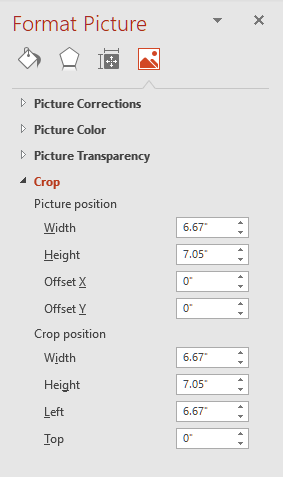 Format Picture
Picture Corrections
Picture Color
Picture Transparency
Crop
Picture position
Width 6.67"
Height 7.05"
Offset X 0"
Offset Y 0"
Crop position
Width 6.67"
Height 7.05"
Left 6.67"
Top 0"